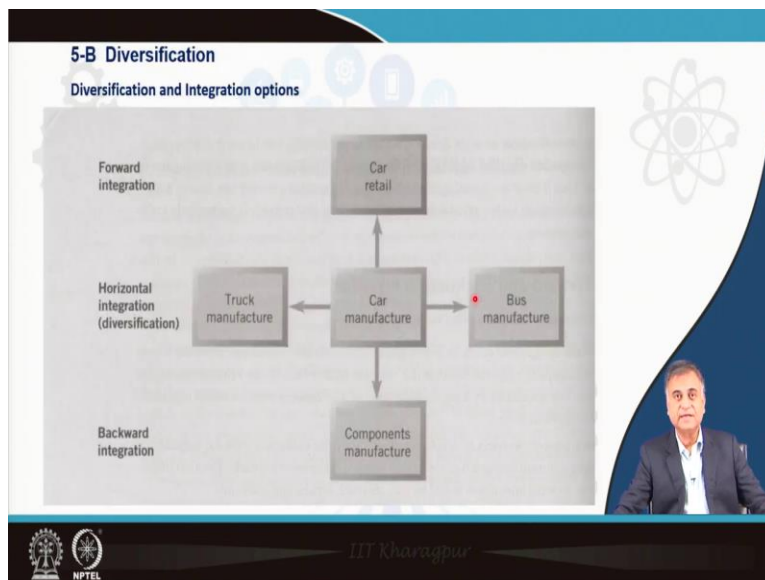 5-B Diversification
Diversification and Integration options
Forward
integration
Car
retail
Horizontal
integration
(diversification)
Truck
manufacture
Car
manufacture
Bus
manufacture
Backward
integration
Components
manufacture
NPTEL
IIT Kharagpur